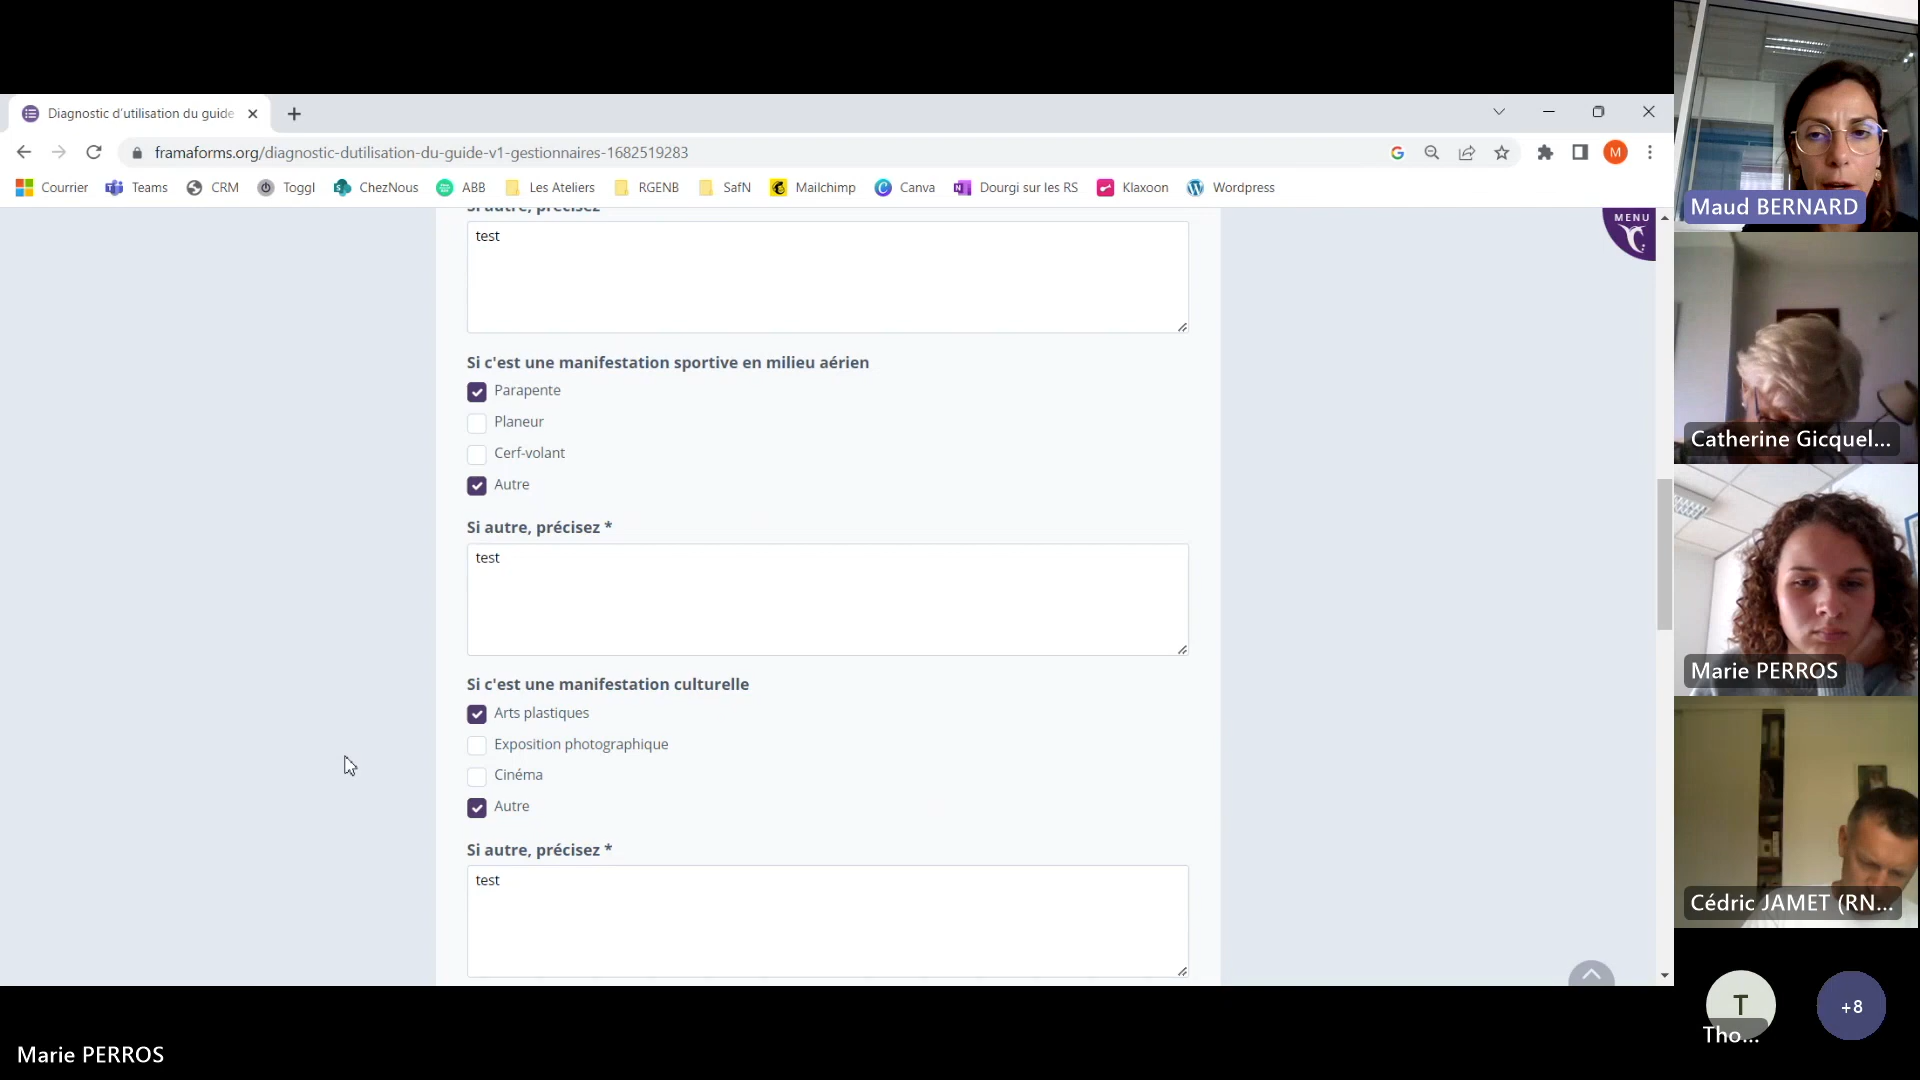 Diagnostic d'utilisation du guide
framaforms.org/diagnostic-dutilisation-du-guide-v1-gestionnaires-1682519283
M
Courrier Teams CRM Toggl ChezNous ABB Les Ateliers RGENB SafN Mailchimp Canva Dourgi sur les RS Klaxoon Wordpress
Si autre, précisez
MENU
test
Si c'est une manifestation sportive en milieu aérien
Parapente
Planeur
Cerf-volant
Autre
Si autre, précisez *
test
Si c'est une manifestation culturelle
Arts plastiques
Exposition photographique
Cinéma
Autre
Si autre, précisez *
test
Maud BERNARD
Catherine Gicquel...
Marie PERROS
Cédric JAMET (RN...
T
Tho...
+8
Marie PERROS